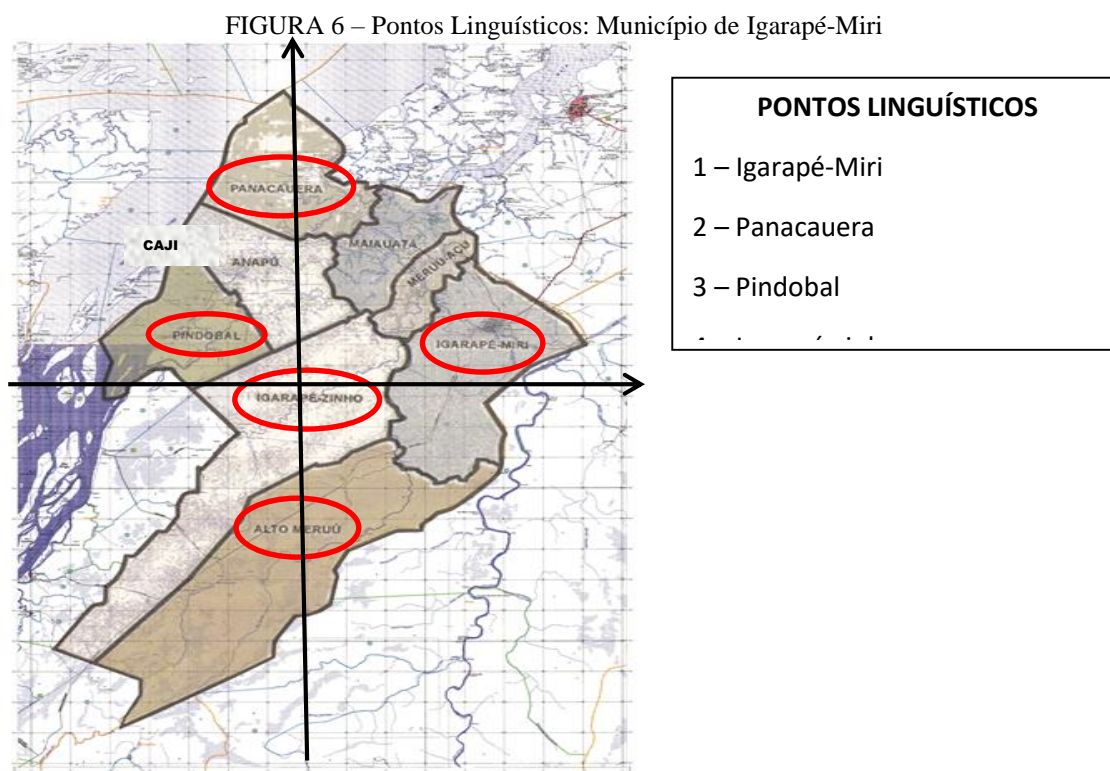 FIGURA 6 – Pontos Linguísticos: Município de Igarapé-Miri
PANACAUERA
CAJI
MAIAUATÁ
ANAPÚ
MERUÚ-AÇU
PINDOBAL
IGARAPÉ-MIRI
IGARAPÉ-ZINHO
ALTO MERUÚ
PONTOS LINGUÍSTICOS
1 – Igarapé-Miri
2 – Panacauera
3 – Pindobal